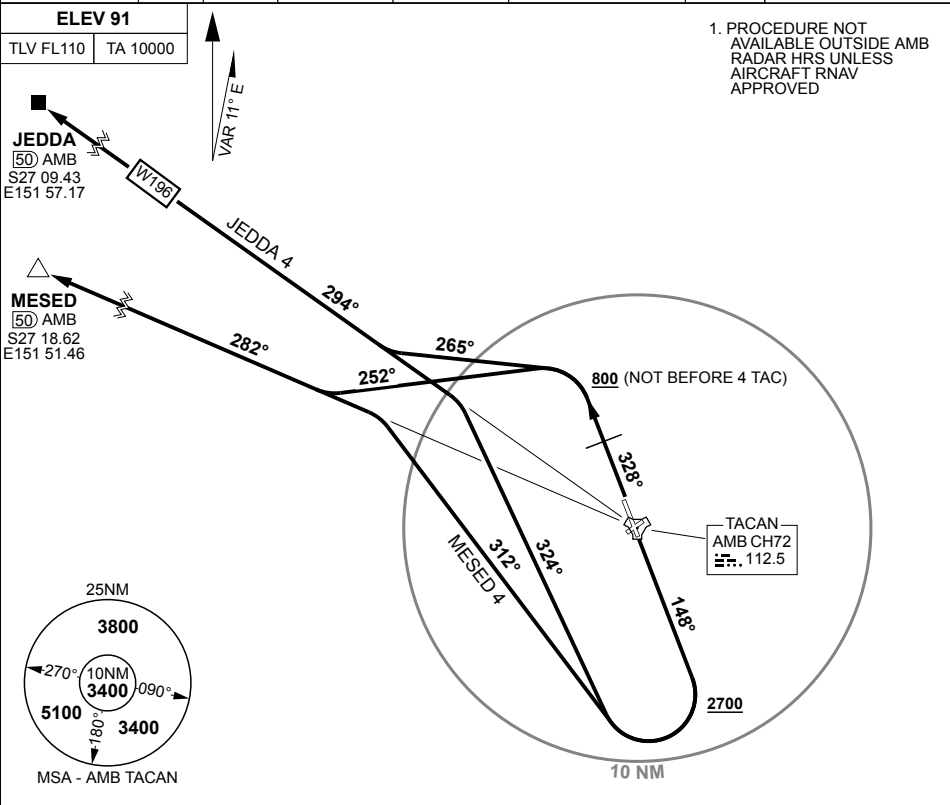 ELEV 91
TLV FL110 TA 10000
VAR 11° E
1. PROCEDURE NOT
AVAILABLE OUTSIDE AMB
RADAR HRS UNLESS
AIRCRAFT RNAV
APPROVED
JEDDA
50 AMB
S27 09.43
E151 57.17
W196
JEDDA 4
294°
MESED
50 AMB
S27 18.62
E151 51.46
282°
265°
252°
800 (NOT BEFORE 4 TAC)
328°
TACAN
AMB CH72
112.5
312°
324°
MESED 4
148°
2700
10 NM
25NM
3800
270°
10NM
3400
090°
5100
180°
3400
MSA - AMB TACAN